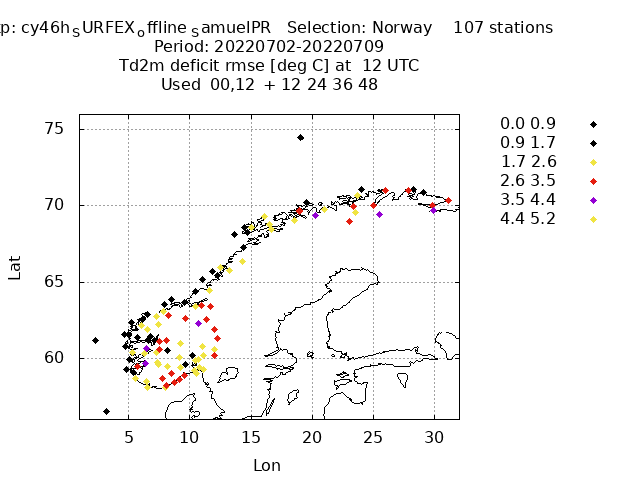 p: cy46h_SURFEX_offline_SamuelPR Selection: Norway 107 stations
Period: 20220702-20220709
Td2m deficit rmse [deg C] at 12 UTC
Used 00,12 + 12 24 36 48
75
70
65
60
Lat
5 10 15 20 25 30
Lon
0.0 0.9
0.9 1.7
1.7 2.6
2.6 3.5
3.5 4.4
4.4 5.2